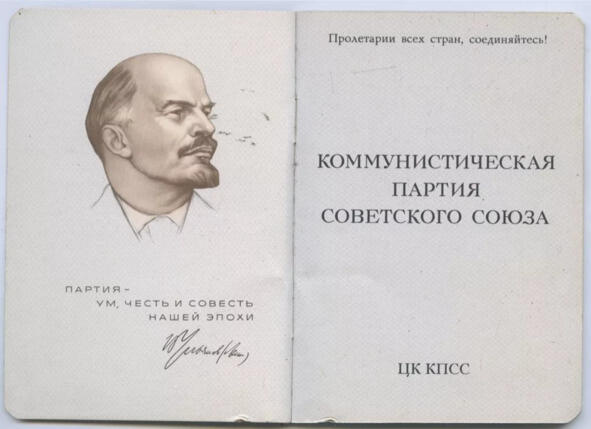 ПАРТИЯ –
УМ, ЧЕСТЬ И СОВЕСТЬ
НАШЕЙ ЭПОХИ
Пролетарии всех стран, соединяйтесь!
КОММУНИСТИЧЕСКАЯ
ПАРТИЯ
СОВЕТСКОГО СОЮЗА
ЦК КПСС